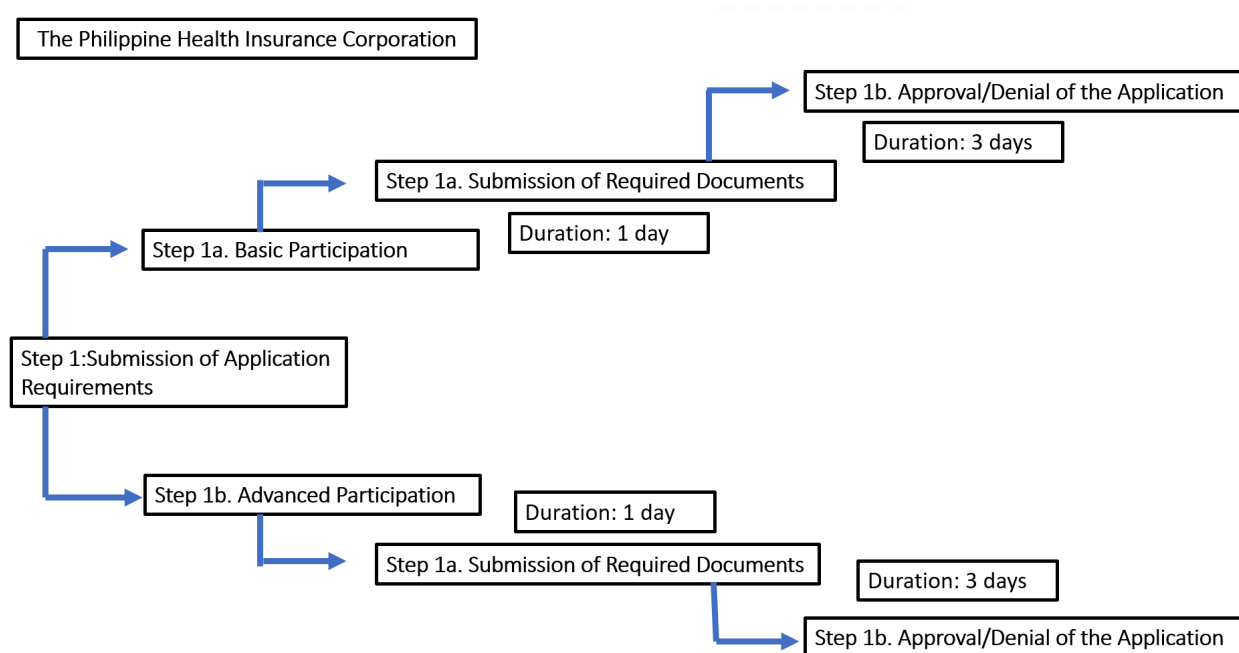 The Philippine Health Insurance Corporation
Step 1b. Approval/Denial of the Application
Duration: 3 days
Step 1a. Submission of Required Documents
Duration: 1 day
Step 1a. Basic Participation
Step 1:Submission of Application
Requirements
Step 1b. Advanced Participation
Duration: 1 day
Step 1a. Submission of Required Documents
Duration: 3 days
Step 1b. Approval/Denial of the Application